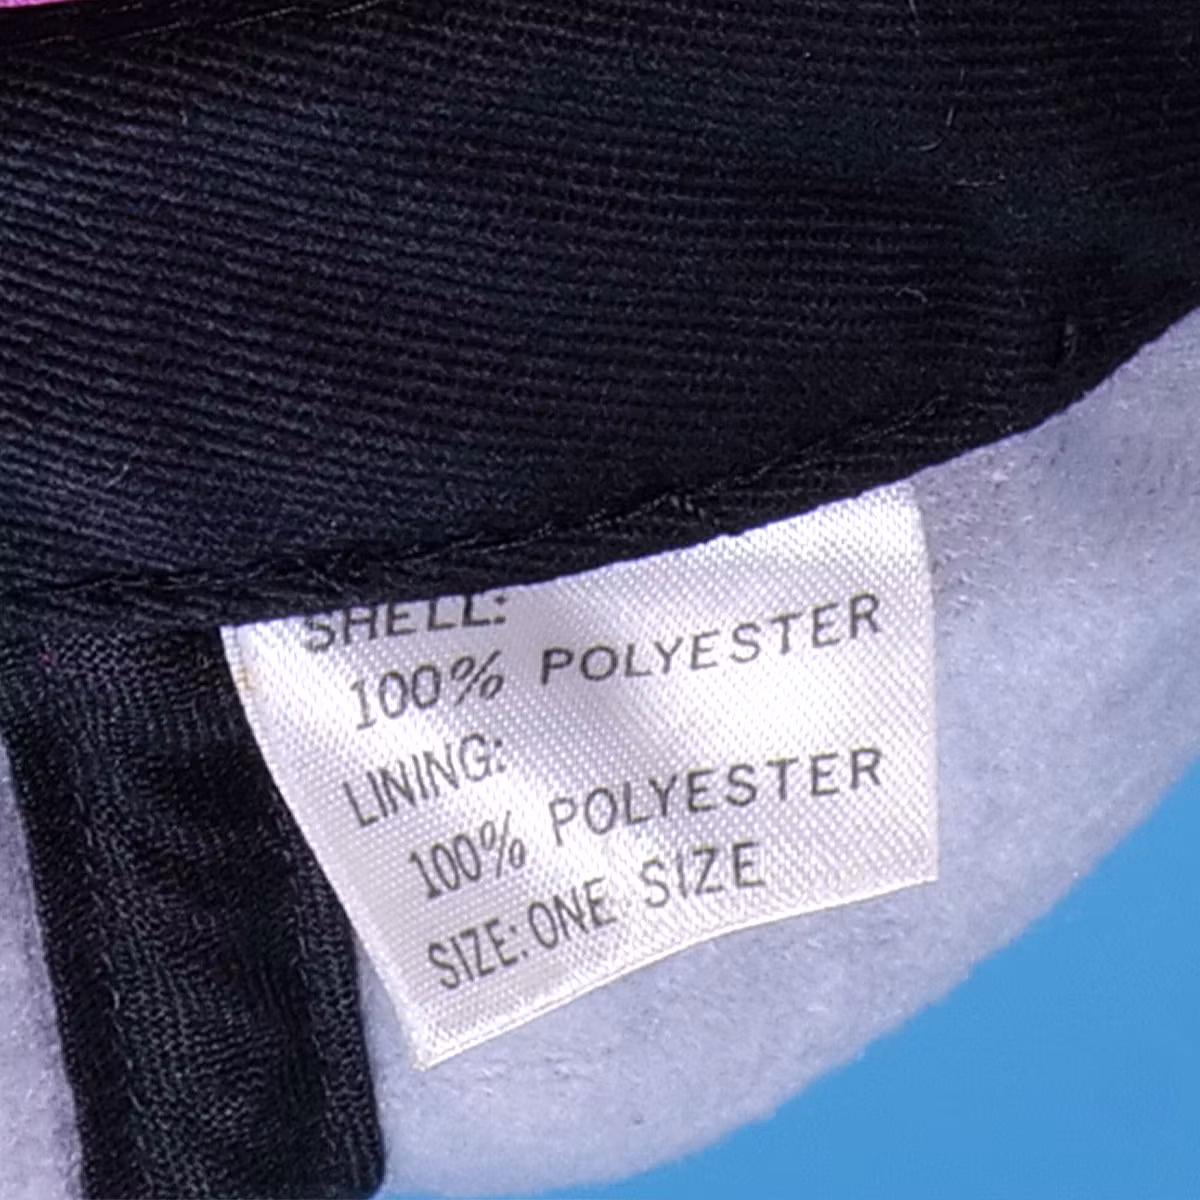 SHELL:
100% POLYESTER
LINING:
100% POLYESTER
SIZE: ONE SIZE